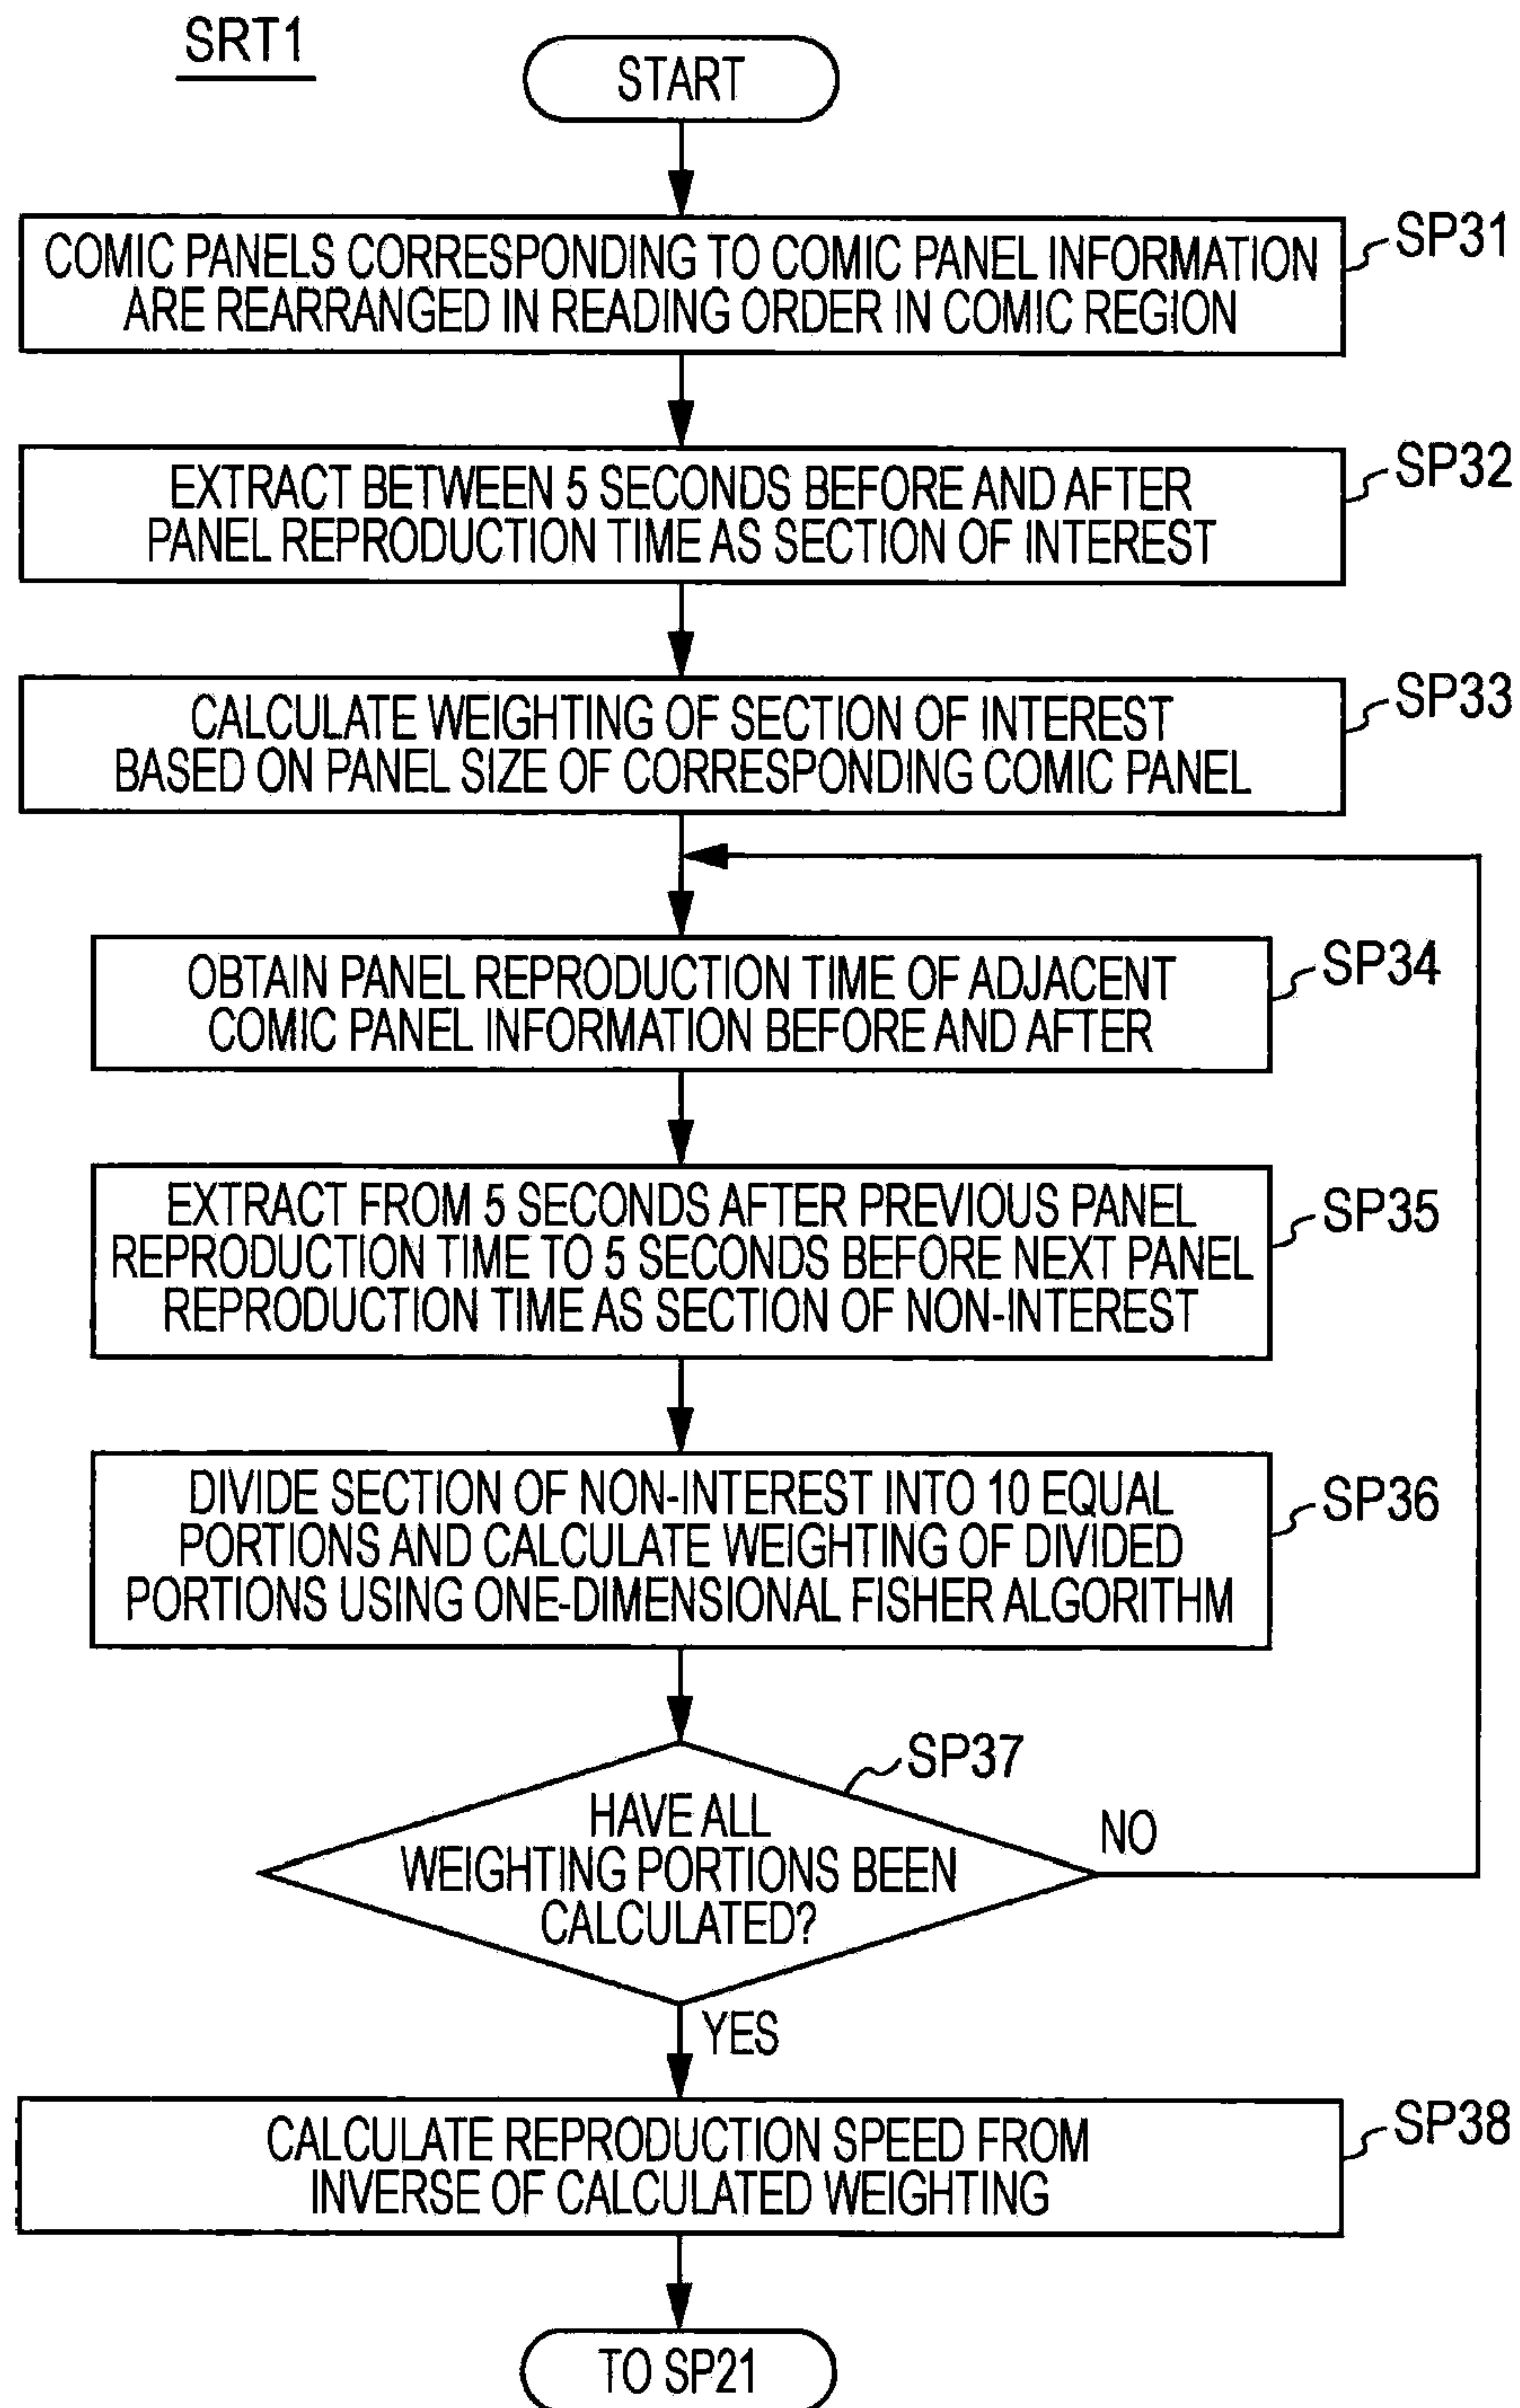 SRT1
START
SP31
COMIC PANELS CORRESPONDING TO COMIC PANEL INFORMATION
ARE REARRANGED IN READING ORDER IN COMIC REGION
SP32
EXTRACT BETWEEN 5 SECONDS BEFORE AND AFTER
PANEL REPRODUCTION TIME AS SECTION OF INTEREST
SP33
CALCULATE WEIGHTING OF SECTION OF INTEREST
BASED ON PANEL SIZE OF CORRESPONDING COMIC PANEL
SP34
OBTAIN PANEL REPRODUCTION TIME OF ADJACENT
COMIC PANEL INFORMATION BEFORE AND AFTER
SP35
EXTRACT FROM 5 SECONDS AFTER PREVIOUS PANEL
REPRODUCTION TIME TO 5 SECONDS BEFORE NEXT PANEL
REPRODUCTION TIME AS SECTION OF NON-INTEREST
SP36
DIVIDE SECTION OF NON-INTEREST INTO 10 EQUAL
PORTIONS AND CALCULATE WEIGHTING OF DIVIDED
PORTIONS USING ONE-DIMENSIONAL FISHER ALGORITHM
SP37
HAVE ALL
WEIGHTING PORTIONS BEEN
CALCULATED?
NO
YES
SP38
CALCULATE REPRODUCTION SPEED FROM
INVERSE OF CALCULATED WEIGHTING
TO SP21